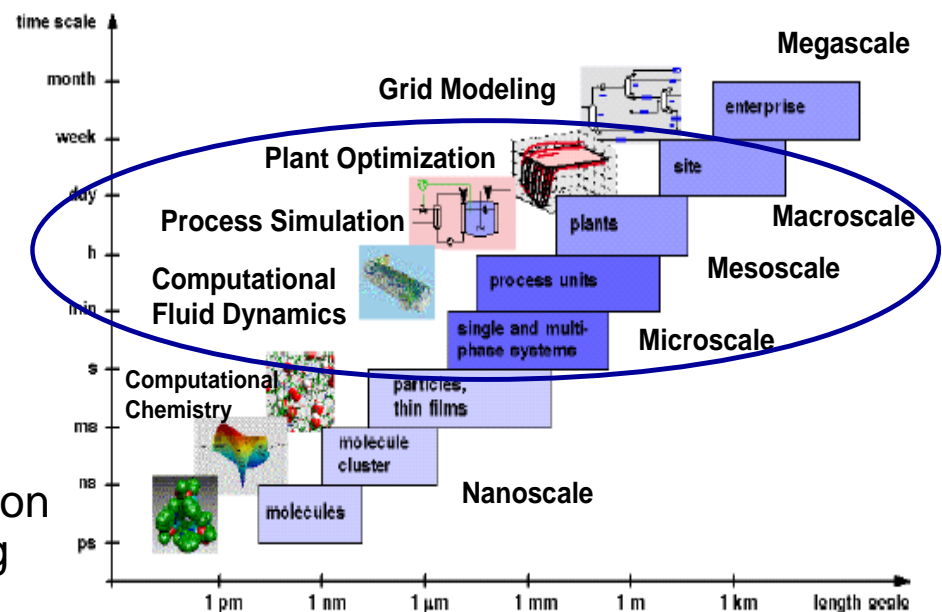 time scale
Megascale
month
Grid Modeling
enterprise
week
Plant Optimization
site
day
Process Simulation
plants
Macroscale
h
Computational
Fluid Dynamics
process units
Mesoscale
min
single and multi-
phase systems
Microscale
s
Computational
Chemistry
particles,
thin films
ms
molecule
cluster
ns
on
Nanoscale
molecules
g
ps
1 pm
1 nm
1 µm
1 mm
1 m
1 km
length scale